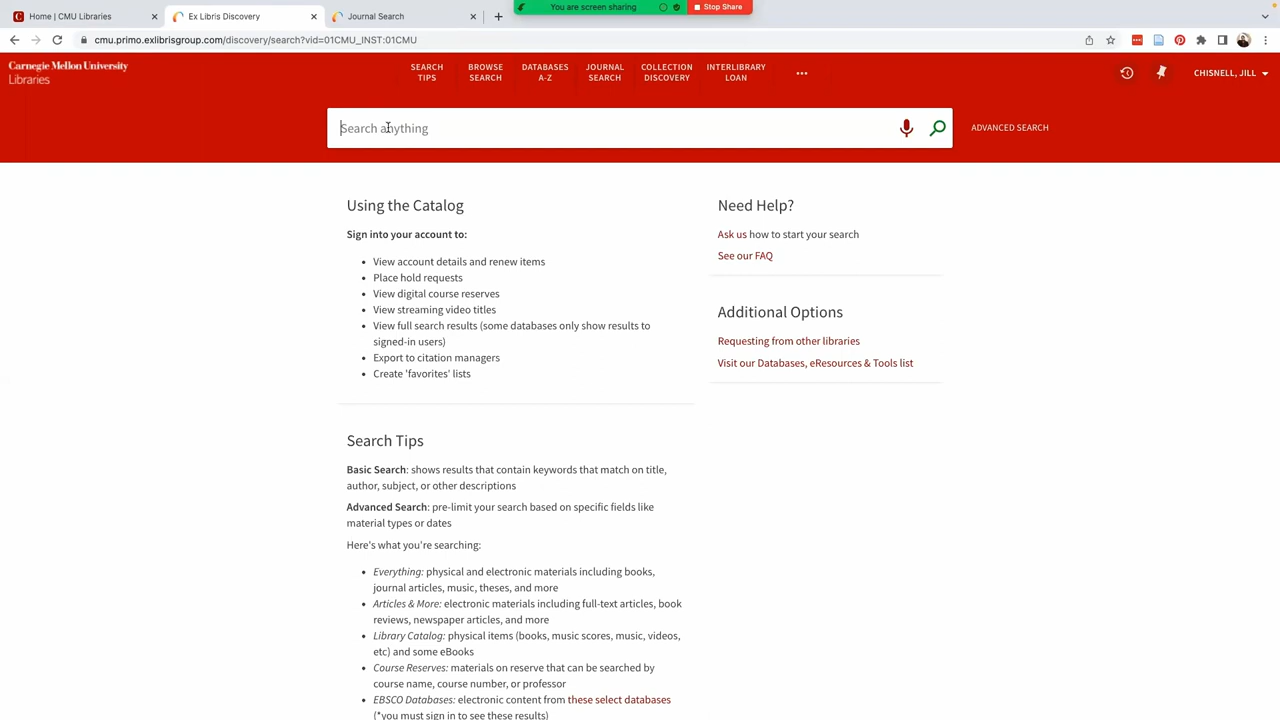 You are screen sharing
Stop Share
Home | CMU Libraries
Ex Libris Discovery
Journal Search
cmu.primo.exlibrisgroup.com/discovery/search?vid=01CMU_INST:01CMU
Carnegie Mellon University
Libraries
SEARCH
TIPS
BROWSE
SEARCH
DATABASES
A-Z
JOURNAL
SEARCH
COLLECTION
DISCOVERY
INTERLIBRARY
LOAN
CHISNELL, JILL
Search anything
ADVANCED SEARCH
Using the Catalog
Sign into your account to:
• View account details and renew items
• Place hold requests
• View digital course reserves
• View streaming video titles
• View full search results (some databases only show results to
signed-in users)
• Export to citation managers
• Create 'favorites' lists
Need Help?
Ask us how to start your search
See our FAQ
Additional Options
Requesting from other libraries
Visit our Databases, eResources & Tools list
Search Tips
Basic Search: shows results that contain keywords that match on title,
author, subject, or other descriptions
Advanced Search: pre-limit your search based on specific fields like
material types or dates
Here's what you're searching:
• Everything: physical and electronic materials including books,
journal articles, music, theses, and more
• Articles & More: electronic materials including full-text articles, book
reviews, newspaper articles, and more
• Library Catalog: physical items (books, music scores, music, videos,
etc) and some eBooks
• Course Reserves: materials on reserve that can be searched by
course name, course number, or professor
• EBSCO Databases: electronic content from these select databases
(*you must sign in to see these results)